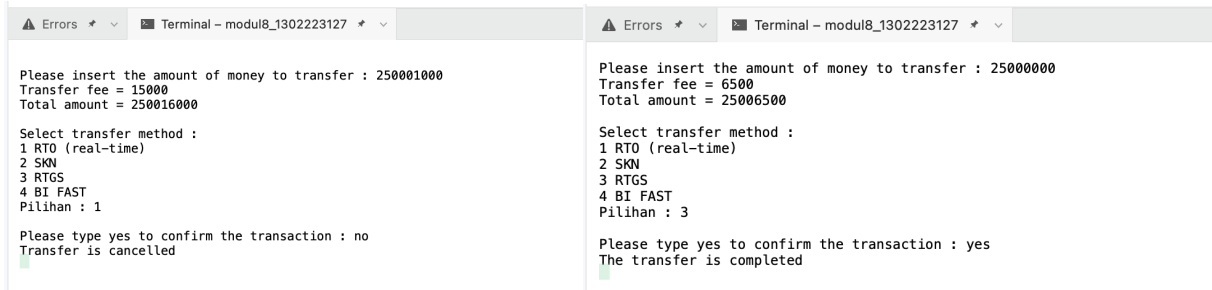 Errors
Terminal – modul8_1302223127
Please insert the amount of money to transfer : 250001000
Transfer fee = 15000
Total amount = 250016000
Select transfer method :
1 RTO (real-time)
2 SKN
3 RTGS
4 BI FAST
Pilihan : 1
Please type yes to confirm the transaction : no
Transfer is cancelled
Errors
Terminal – modul8_1302223127
Please insert the amount of money to transfer : 25000000
Transfer fee = 6500
Total amount = 25006500
Select transfer method :
1 RTO (real-time)
2 SKN
3 RTGS
4 BI FAST
Pilihan : 3
Please type yes to confirm the transaction : yes
The transfer is completed